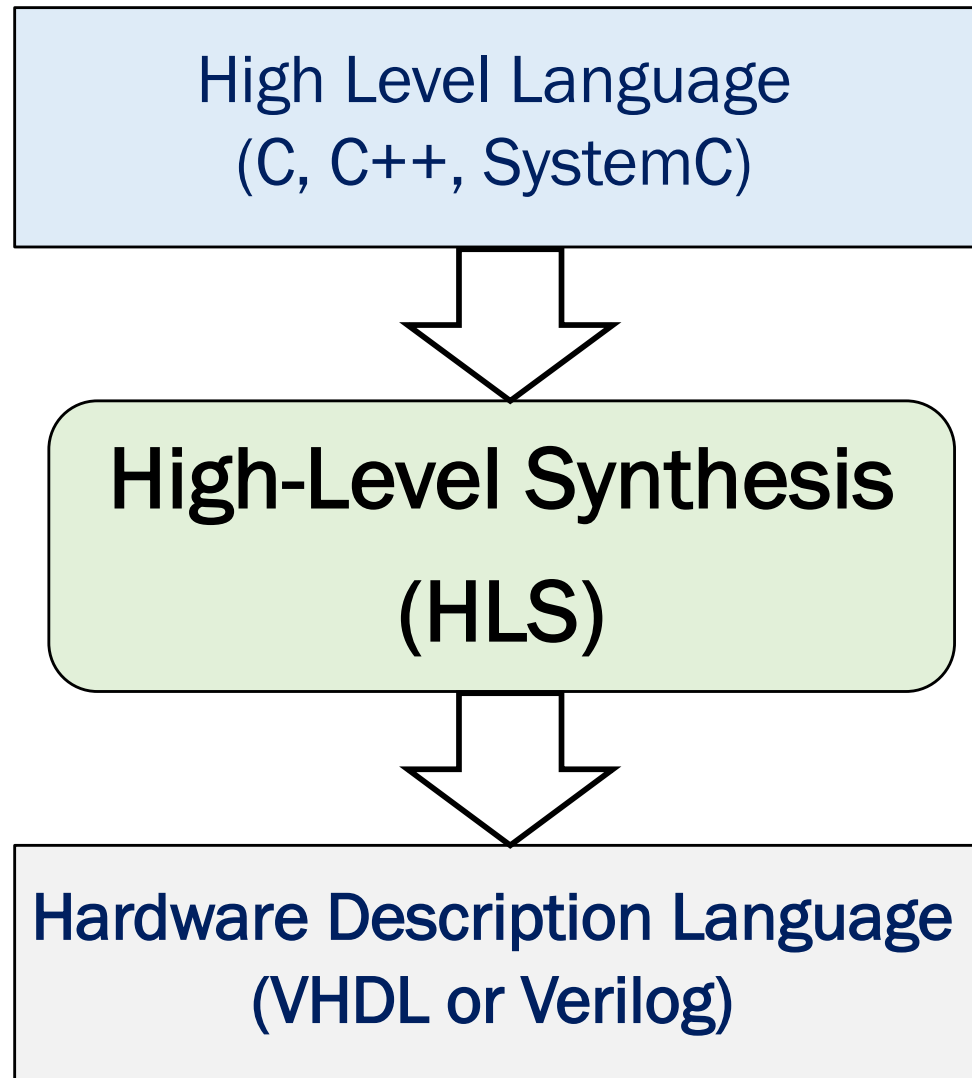 High Level Language
(C, C++, SystemC)
High-Level Synthesis
(HLS)
Hardware Description Language
(VHDL or Verilog)